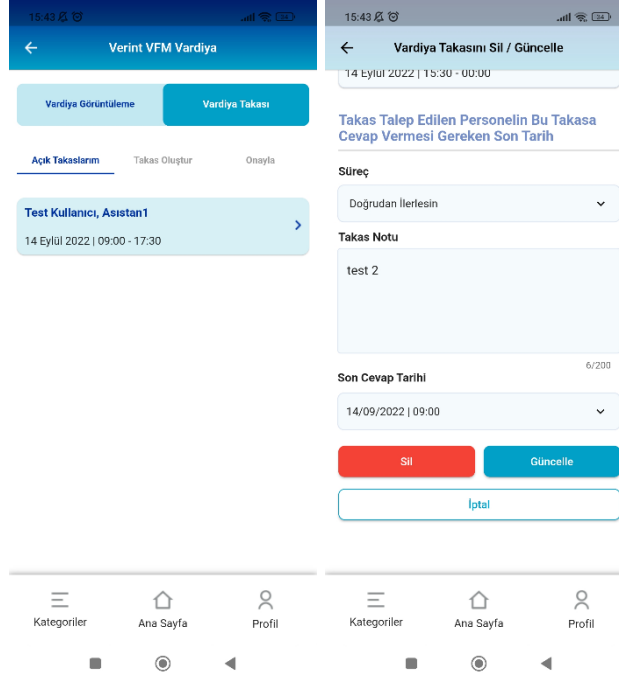 15:43
34
Verint VFM Vardiya
Vardiya Görüntüleme
Vardiya Takası
Açık Takaslarım
Takas Oluştur
Onayla
Test Kullanıcı, Asıstan1
14 Eylül 2022 | 09:00 - 17:30
Kategoriler
Ana Sayfa
Profil
15:43
34
Vardiya Takasını Sil / Güncelle
14 Eylül 2022 | 15:30 - 00:00
Takas Talep Edilen Personelin Bu Takasa
Cevap Vermesi Gereken Son Tarih
Süreç
Doğrudan İlerlesin
Takas Notu
test 2
6/200
Son Cevap Tarihi
14/09/2022 | 09:00
Sil
Güncelle
İptal
Kategoriler
Ana Sayfa
Profil